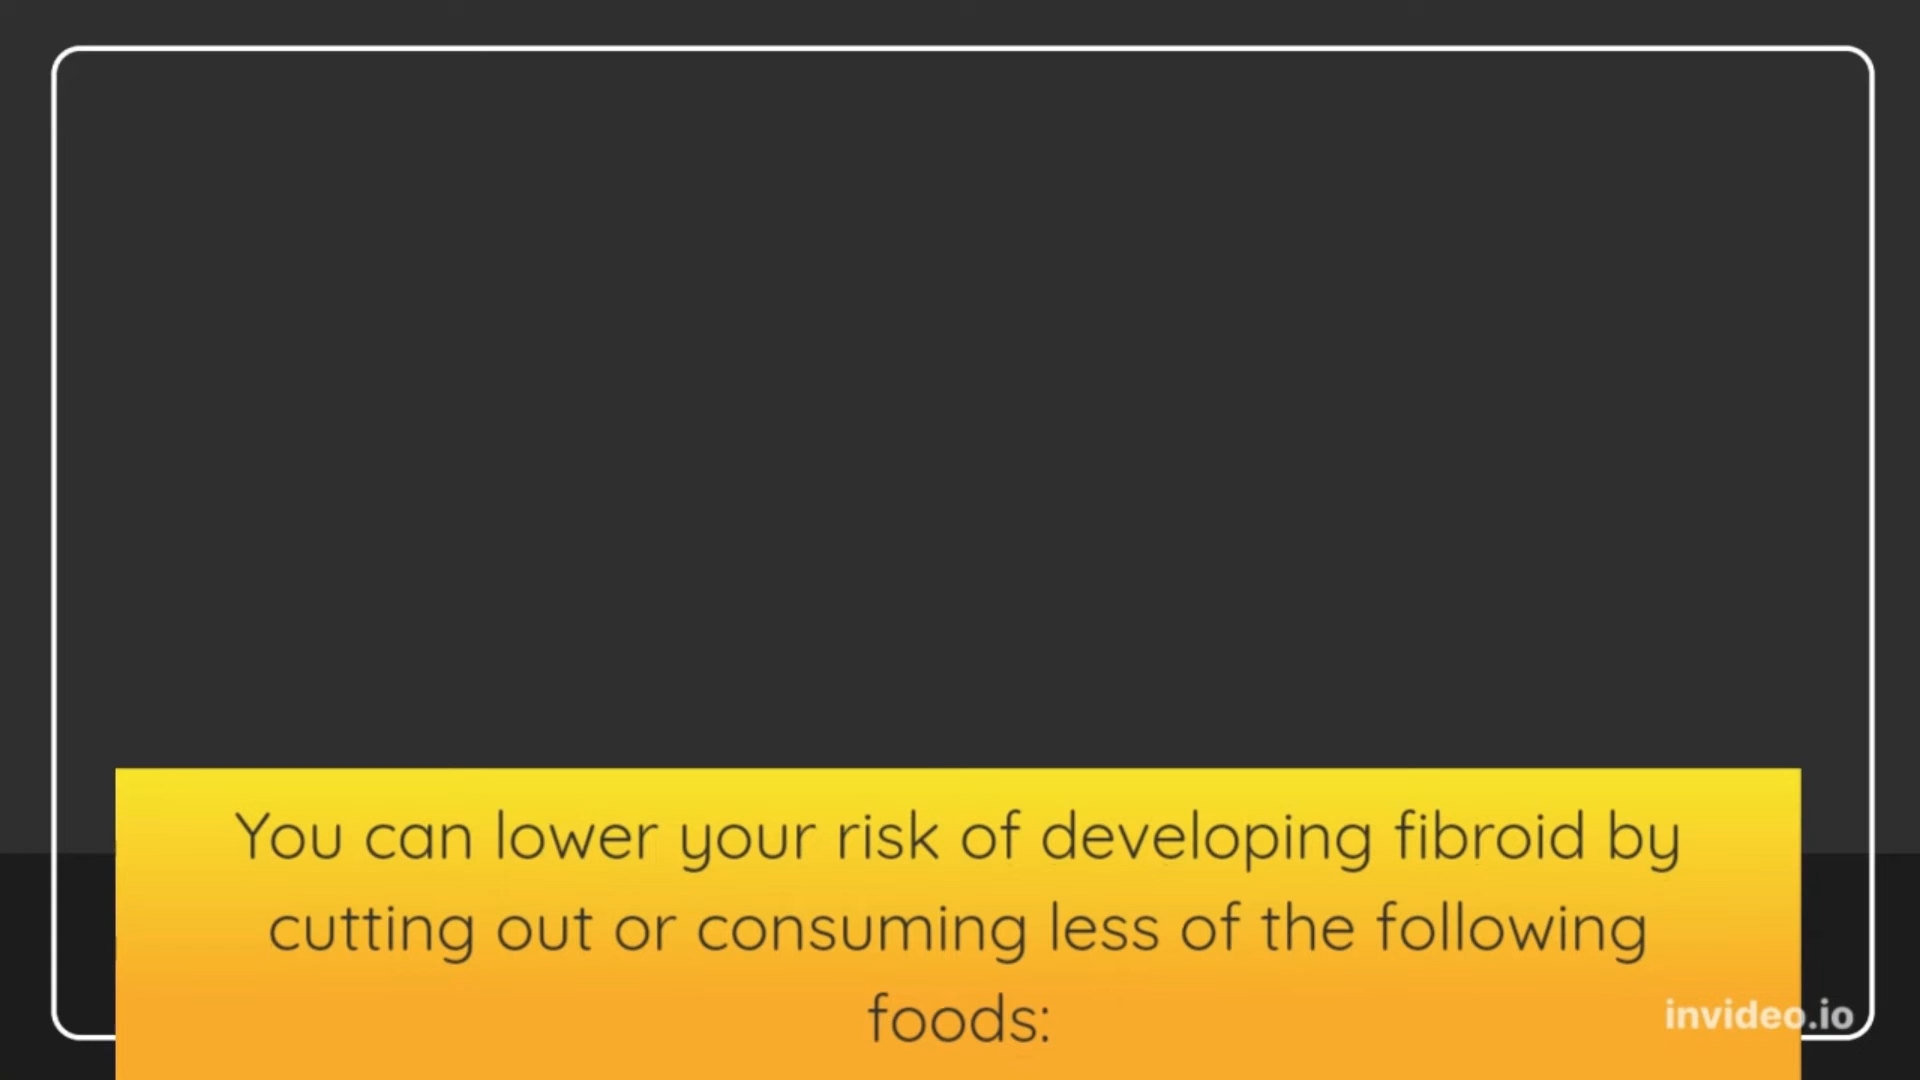 You can lower your risk of developing fibroid by
cutting out or consuming less of the following
foods:
invideo.io